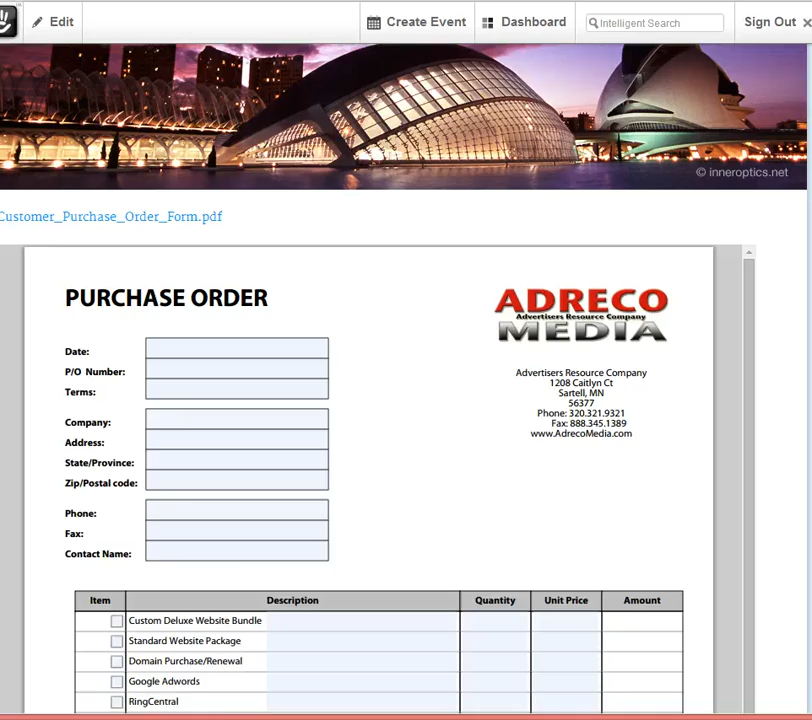 Edit
Create Event
Dashboard
Intelligent Search
Sign Out
© inneroptics.net
Customer_Purchase_Order_Form.pdf
PURCHASE ORDER
ADRECO
Advertisers Resource Company
MEDIA
Date:
P/O Number:
Terms:
Advertisers Resource Company
1208 Caitlyn Ct
Sartell, MN
56377
Phone: 320.321.9321
Fax: 888.345.1389
www.AdrecoMedia.com
Company:
Address:
State/Province:
Zip/Postal code:
Phone:
Fax:
Contact Name:
Item Description Quantity Unit Price Amount
Custom Deluxe Website Bundle
Standard Website Package
Domain Purchase/Renewal
Google Adwords
RingCentral